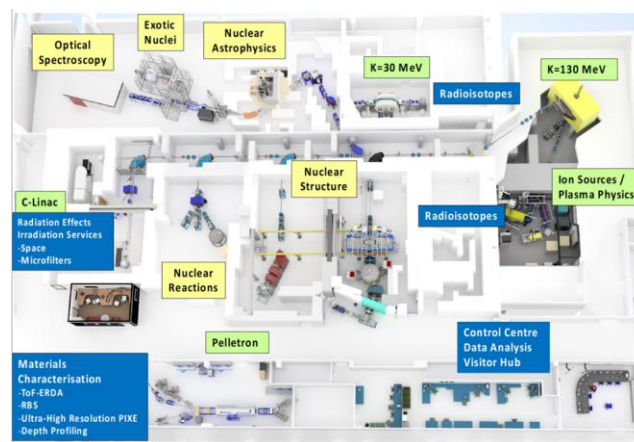 Exotic
Nuclei
Nuclear
Astrophysics
Optical
Spectroscopy
K=30 MeV
K=130 MeV
Radioisotopes
Nuclear
Structure
Ion Sources /
Plasma Physics
C-Linac
Radiation Effects
Irradiation Services
-Space
-Microfilters
Radioisotopes
Nuclear
Reactions
Pelletron
Control Centre
Data Analysis
Visitor Hub
Materials
Characterisation
-ToF-ERDA
-RBS
-Ultra-High Resolution PIXE
-Depth Profiling